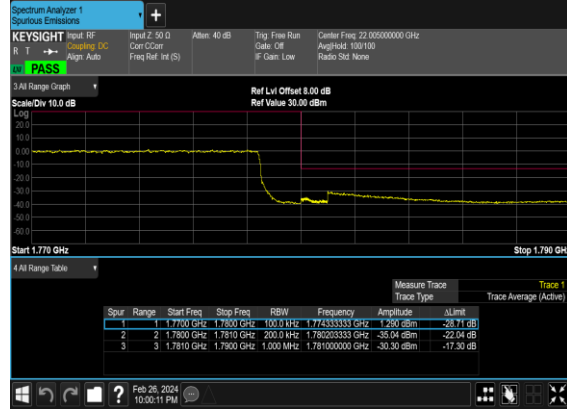 Spectrum Analyzer 1
Spurious Emissions
+
KEYSIGHT Input: RF Input Z: 50 Ω Atten: 40 dB Trig: Free Run Center Freq: 22.005000000 GHz
R T Coupling: DC Corr CCorr Gate: Off Avg|Hold: 100/100
Align: Auto Freq Ref: Int (S) IF Gain: Low Radio Std: None
PASS
3 All Range Graph
Ref Lvl Offset 8.00 dB
Scale/Div 10.0 dB Ref Value 30.00 dBm
Log
20.0
10.0
0.00
-10.0
-20.0
-30.0
-40.0
-50.0
-60.0
Start 1.770 GHz Stop 1.790 GHz
4 All Range Table
Measure Trace Trace 1
Trace Type Trace Average (Active)
Spur Range Start Freq Stop Freq RBW Frequency Amplitude ΔLimit
1 1 1.7700 GHz 1.7800 GHz 100.0 kHz 1.774333333 GHz 1.290 dBm -28.71 dB
2 2 1.7800 GHz 1.7810 GHz 200.0 kHz 1.780203333 GHz -35.04 dBm -22.04 dB
3 3 1.7810 GHz 1.7900 GHz 1.000 MHz 1.781000000 GHz -30.30 dBm -17.30 dB
? Feb 26, 2024
10:00:11 PM